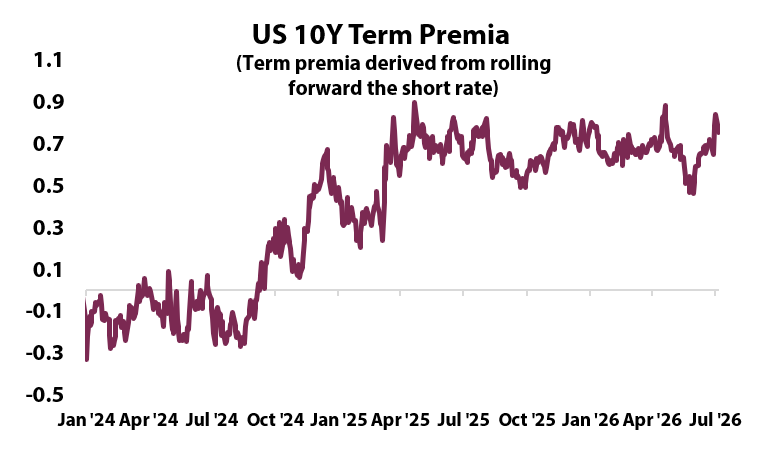 US 10Y Term Premia
(Term premia derived from rolling
forward the short rate)
1.1
0.9
0.7
0.5
0.3
0.1
-0.1
-0.3
-0.5
Jan '24 Apr '24 Jul '24 Oct '24 Jan '25 Apr '25 Jul '25 Oct '25 Jan '26 Apr '26 Jul '26